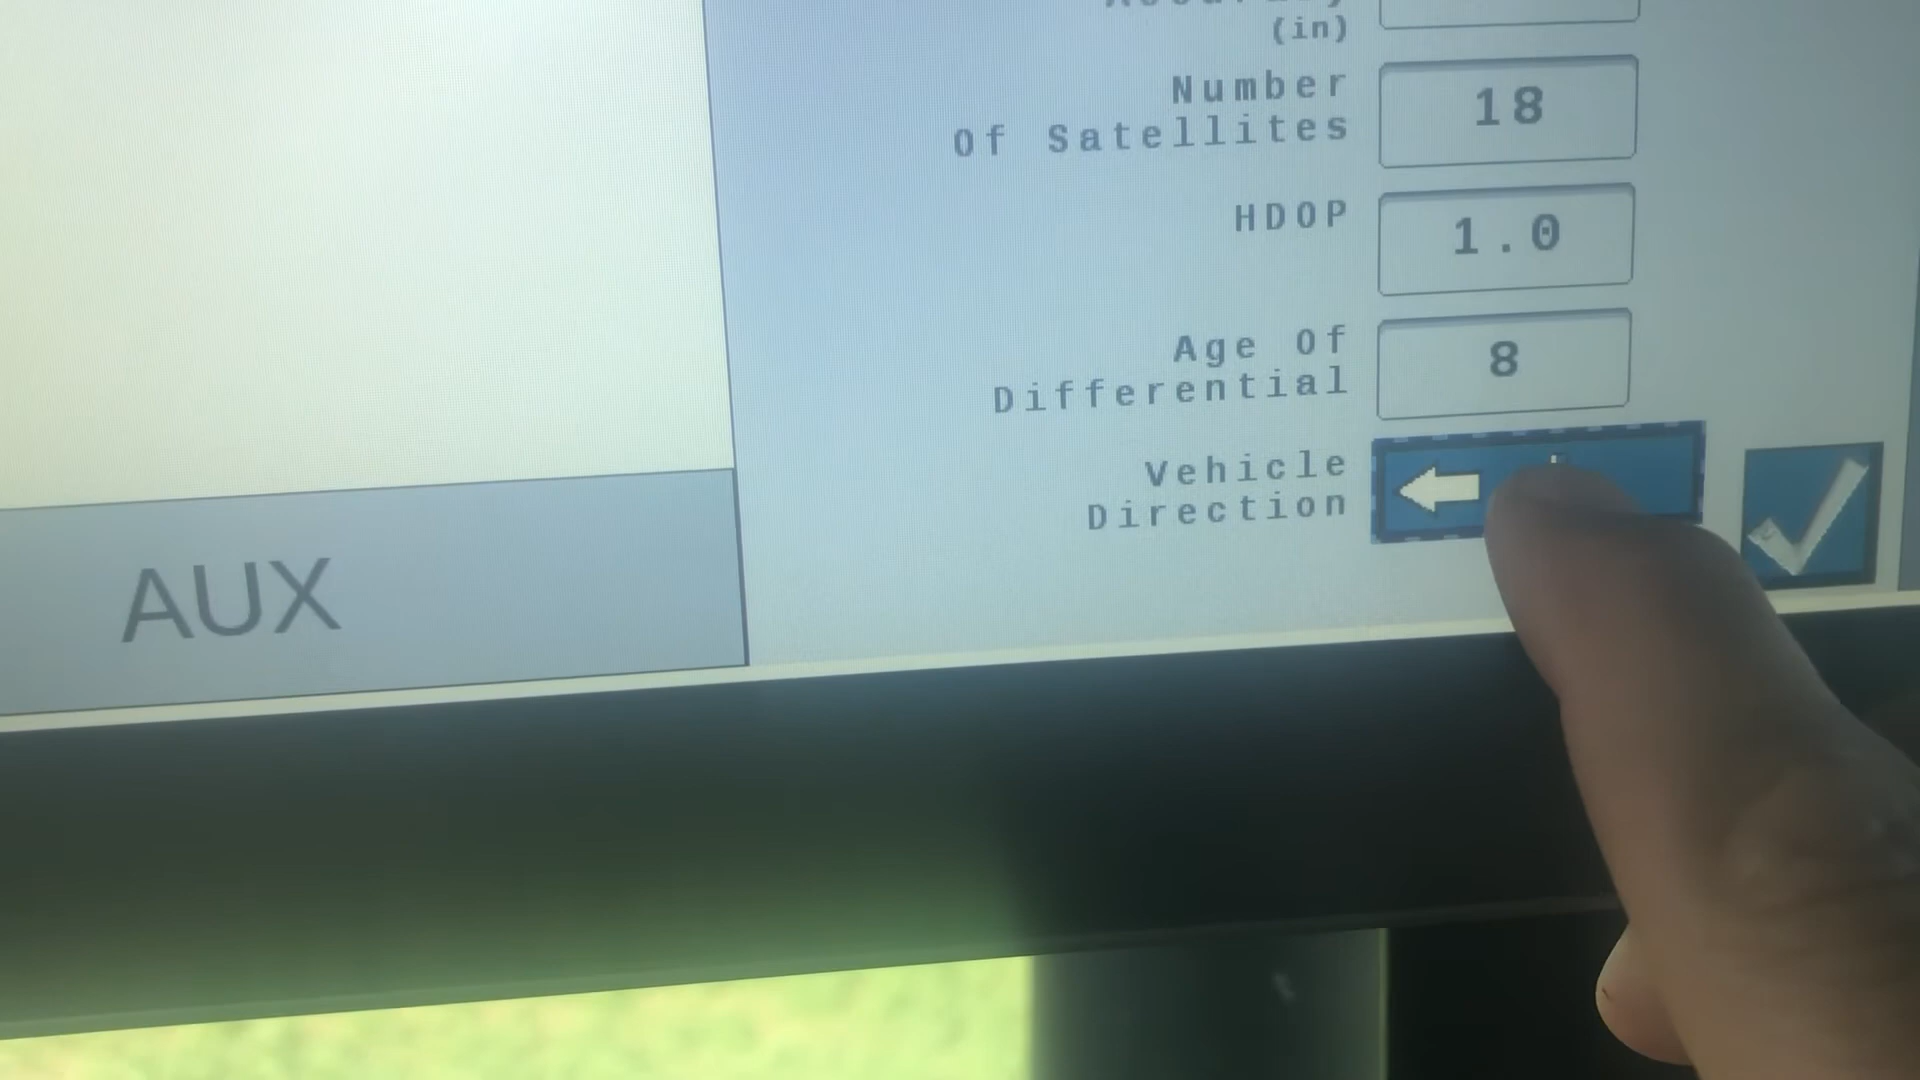 (in)
Number
Of Satellites
18
HDOP
1.0
Age Of
Differential
8
Vehicle
Direction
AUX